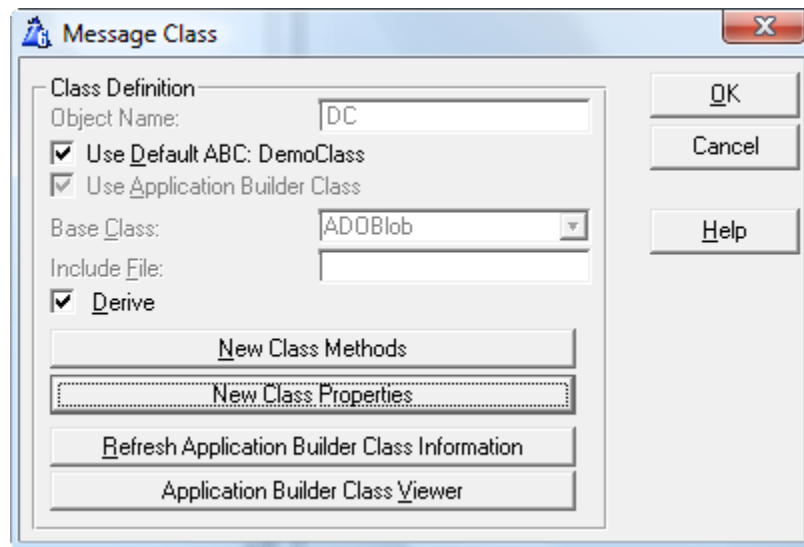 Message Class
Class Definition
OK
Object Name: DC
Use Default ABC: DemoClass
Cancel
Use Application Builder Class
Base Class: ADOBlob
Help
Include File:
Derive
New Class Methods
New Class Properties
Refresh Application Builder Class Information
Application Builder Class Viewer